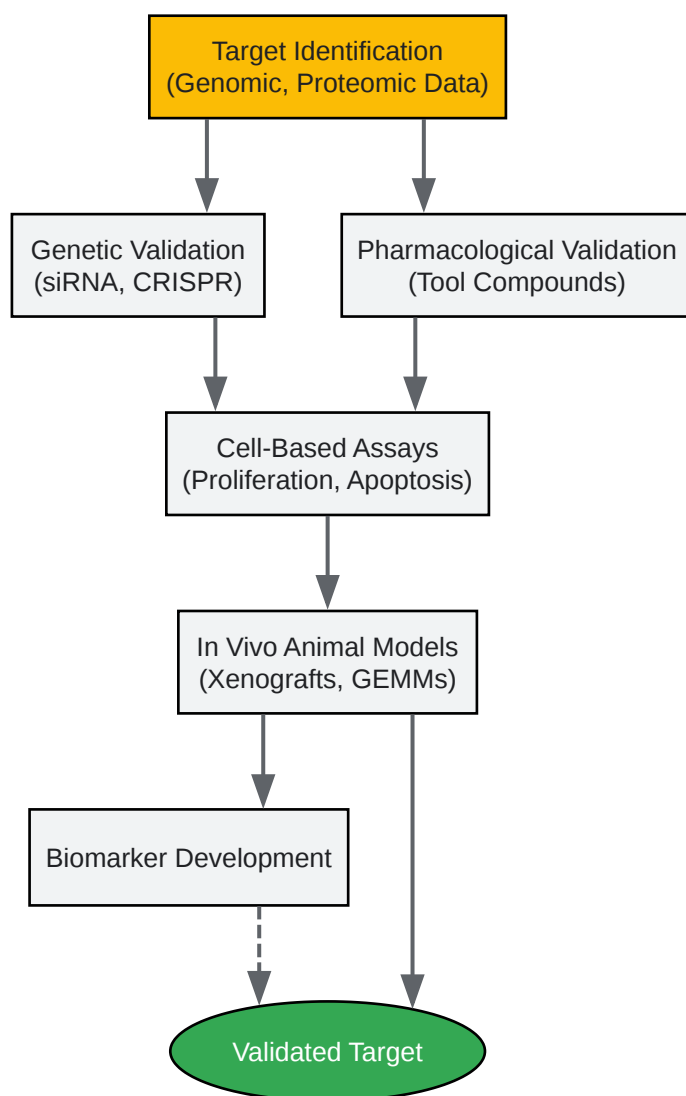 Target Identification
(Genomic, Proteomic Data)
Genetic Validation
(siRNA, CRISPR)
Pharmacological Validation
(Tool Compounds)
Cell-Based Assays
(Proliferation, Apoptosis)
In Vivo Animal Models
(Xenografts, GEMMs)
Biomarker Development
Validated Target